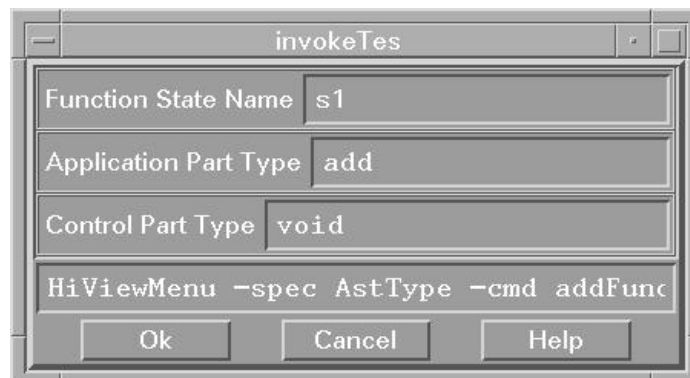 invokeTes
Function State Name s1
Application Part Type add
Control Part Type void
HiViewMenu -spec AstType -cmd addFunc
Ok Cancel Help